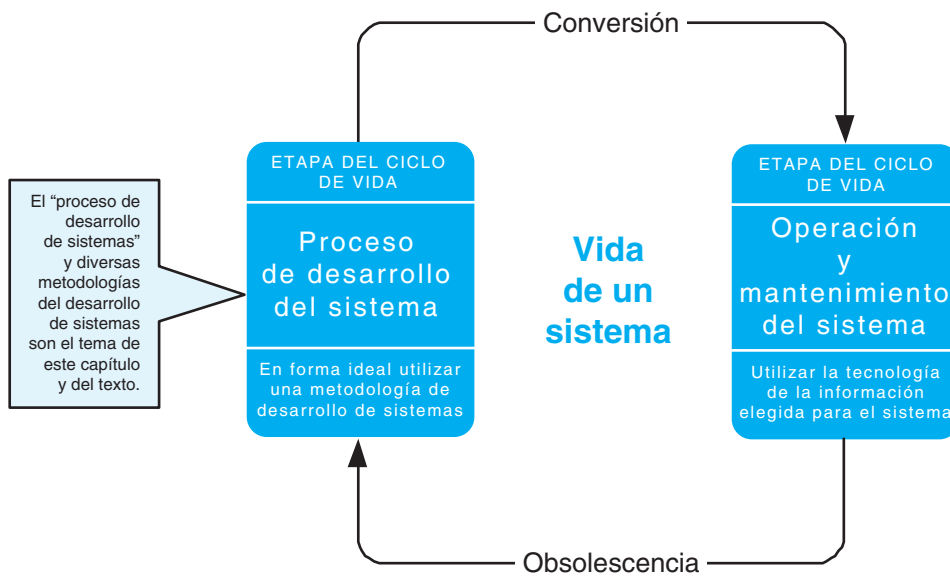 Conversión
ETAPA DEL CICLO
DE VIDA
Proceso
de desarrollo
del sistema
En forma ideal utilizar
una metodología de
desarrollo de sistemas
El “proceso de
desarrollo
de sistemas”
y diversas
metodologías
del desarrollo
de sistemas
son el tema de
este capítulo
y del texto.
Vida
de un
sistema
ETAPA DEL CICLO
DE VIDA
Operación
y
mantenimiento
del sistema
Utilizar la tecnología
de la información
elegida para el sistema
Obsolescencia